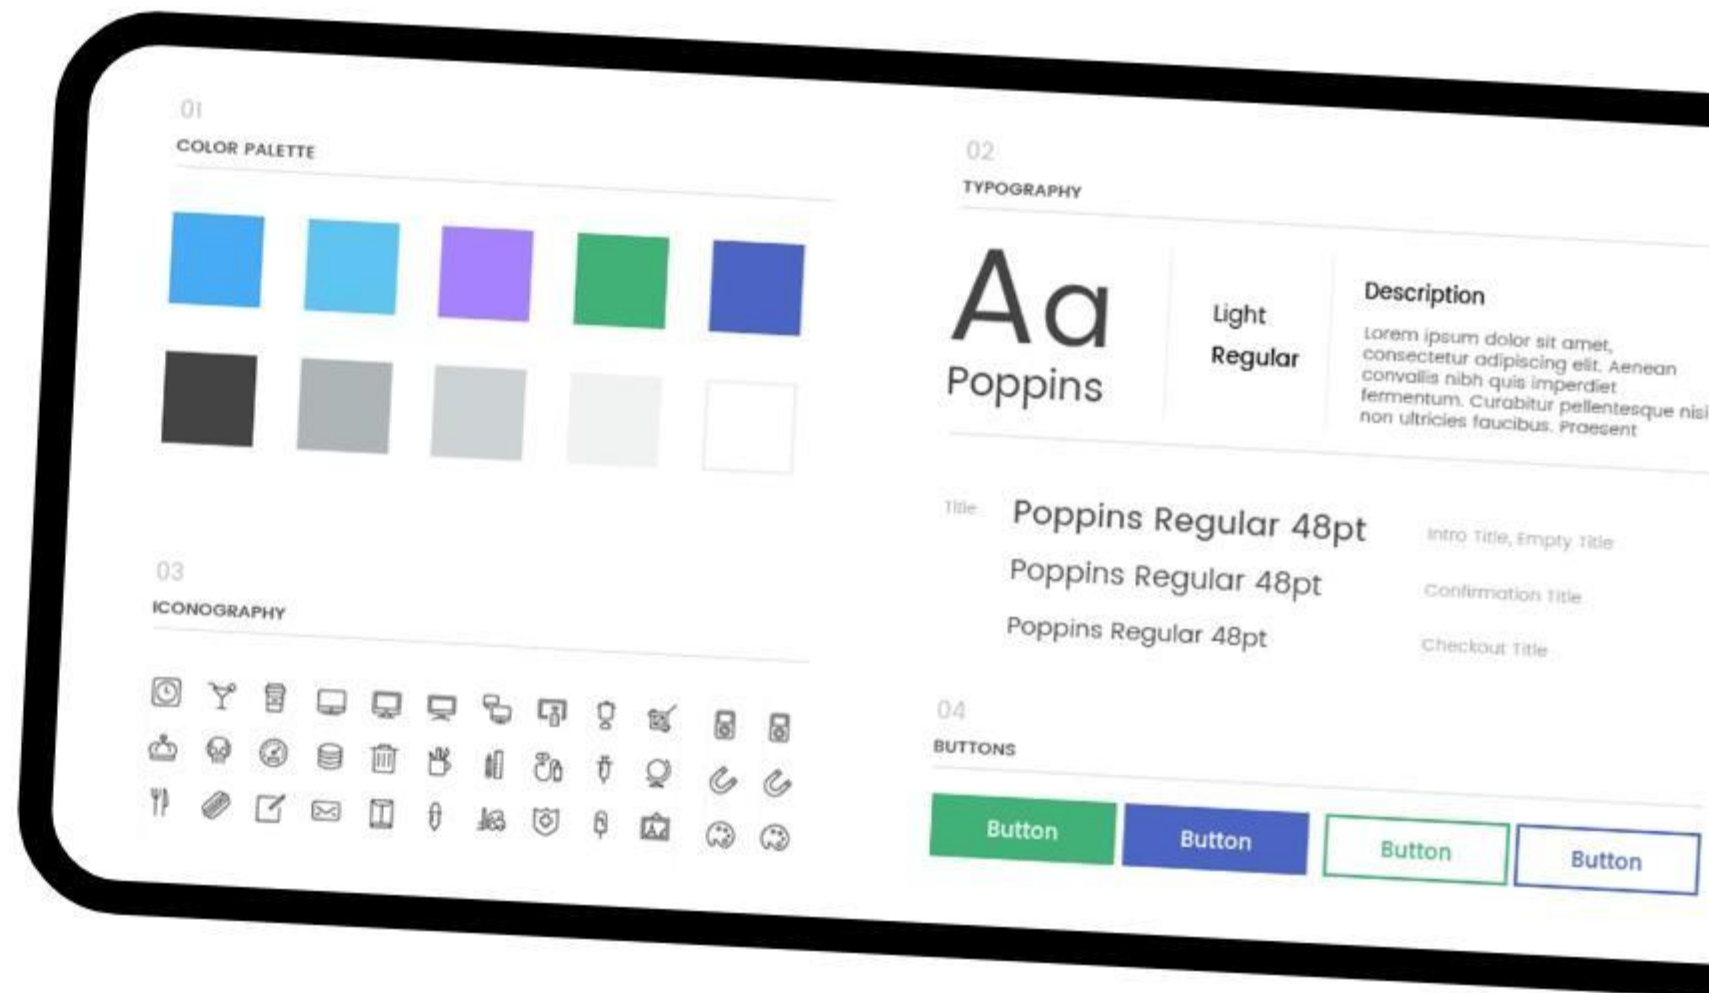 01
COLOR PALETTE
02
TYPOGRAPHY
Aa
Poppins
Light
Regular
Description
Lorem ipsum dolor sit amet,
consectetur adipiscing elit. Aenean
convallis nibh quis imperdiet
fermentum. Curabitur pellentesque nisi
non ultricies faucibus. Praesent
Title
Poppins Regular 48pt
Intro Title, Empty Title
Poppins Regular 48pt
Confirmation Title
Poppins Regular 48pt
Checkout Title
03
ICONOGRAPHY
04
BUTTONS
Button
Button
Button
Button